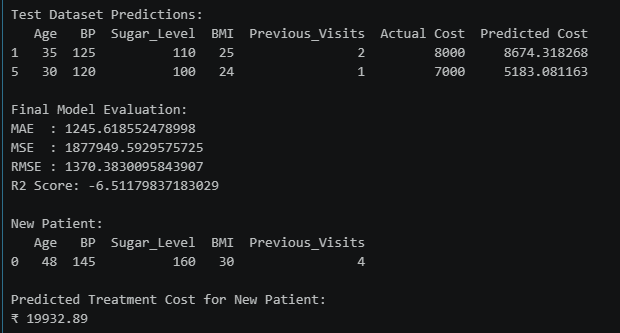 Test Dataset Predictions:
   Age   BP  Sugar_Level  BMI  Previous_Visits  Actual Cost  Predicted Cost
1   35  125          110   25                2         8000     8674.318268
5   30  120          100   24                1         7000     5183.081163
Final Model Evaluation:
MAE  : 1245.618552478998
MSE  : 1877949.5929575725
RMSE : 1370.3830095843907
R2 Score: -6.51179837183029
New Patient:
   Age   BP  Sugar_Level  BMI  Previous_Visits
0   48  145          160   30                4
Predicted Treatment Cost for New Patient:
₹ 19932.89